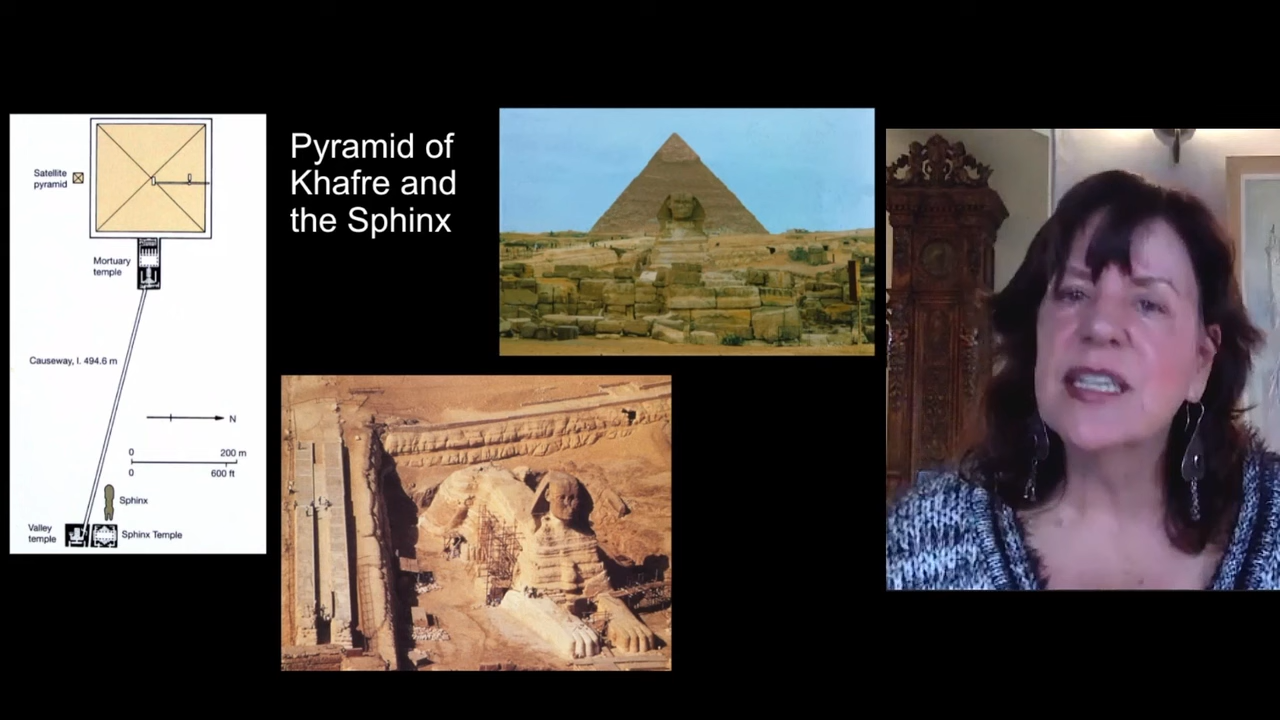 Pyramid of
Khafre and
the Sphinx
Satellite
pyramid
Mortuary
temple
Causeway, l. 494.6 m
N
0 200 m
0 600 ft
Sphinx
Valley
temple
Sphinx Temple